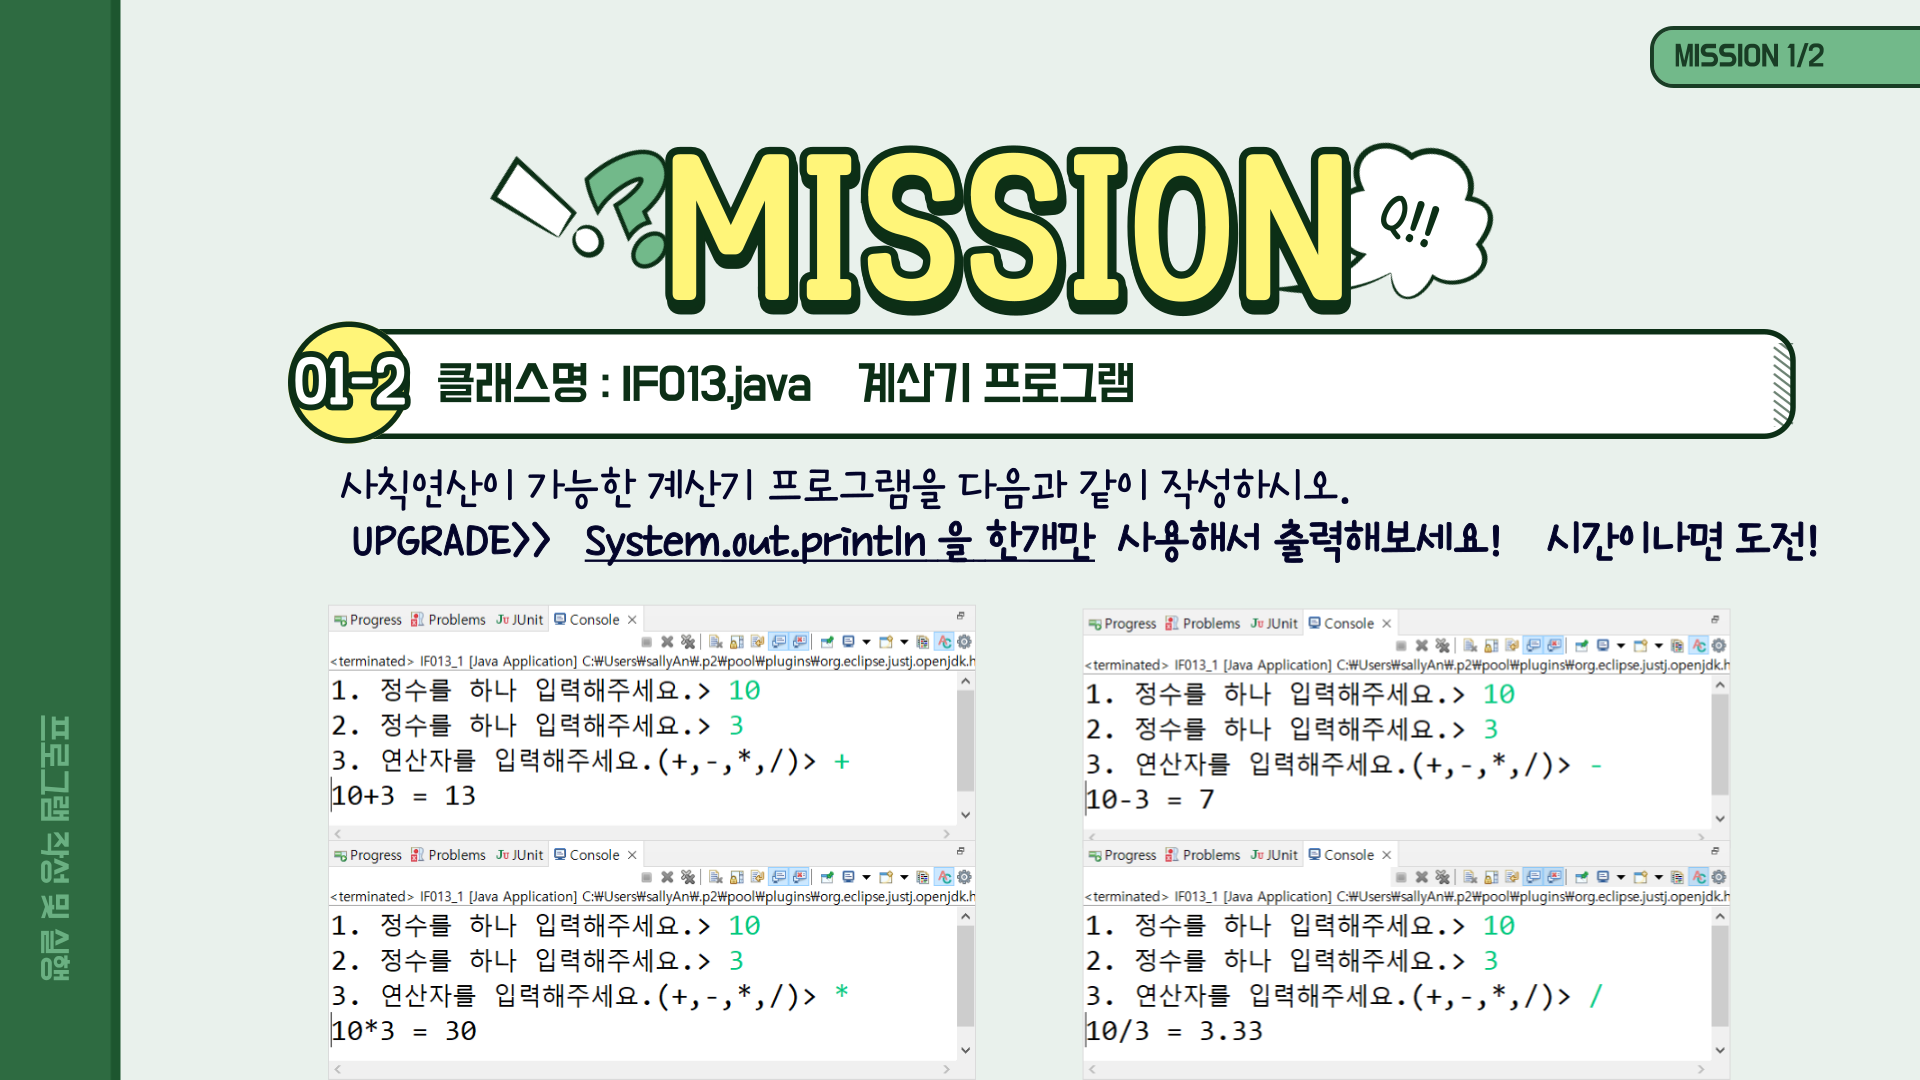 MISSION 1/2
MISSION
Q!!
01-2
클래스명 : IF013.java 계산기 프로그램
사칙연산이 가능한 계산기 프로그램을 다음과 같이 작성하시오.
UPGRADE>> System.out.println 을 한개만 사용해서 출력해보세요! 시간이나면 도전!
Progress Problems JUnit Console
<terminated> IF013_1 [Java Application] C:₩Users₩sallyAn₩.p2₩pool₩plugins₩org.eclipse.justj.openjdk.h
1. 정수를 하나 입력해주세요.> 10
2. 정수를 하나 입력해주세요.> 3
3. 연산자를 입력해주세요.(+,-,*,/)> +
10+3 = 13
Progress Problems JUnit Console
<terminated> IF013_1 [Java Application] C:₩Users₩sallyAn₩.p2₩pool₩plugins₩org.eclipse.justj.openjdk.h
1. 정수를 하나 입력해주세요.> 10
2. 정수를 하나 입력해주세요.> 3
3. 연산자를 입력해주세요.(+,-,*,/)> -
10-3 = 7
Progress Problems JUnit Console
<terminated> IF013_1 [Java Application] C:₩Users₩sallyAn₩.p2₩pool₩plugins₩org.eclipse.justj.openjdk.h
1. 정수를 하나 입력해주세요.> 10
2. 정수를 하나 입력해주세요.> 3
3. 연산자를 입력해주세요.(+,-,*,/)> *
10*3 = 30
Progress Problems JUnit Console
<terminated> IF013_1 [Java Application] C:₩Users₩sallyAn₩.p2₩pool₩plugins₩org.eclipse.justj.openjdk.h
1. 정수를 하나 입력해주세요.> 10
2. 정수를 하나 입력해주세요.> 3
3. 연산자를 입력해주세요.(+,-,*,/)> /
10/3 = 3.33
프로그램 작성 및 실행